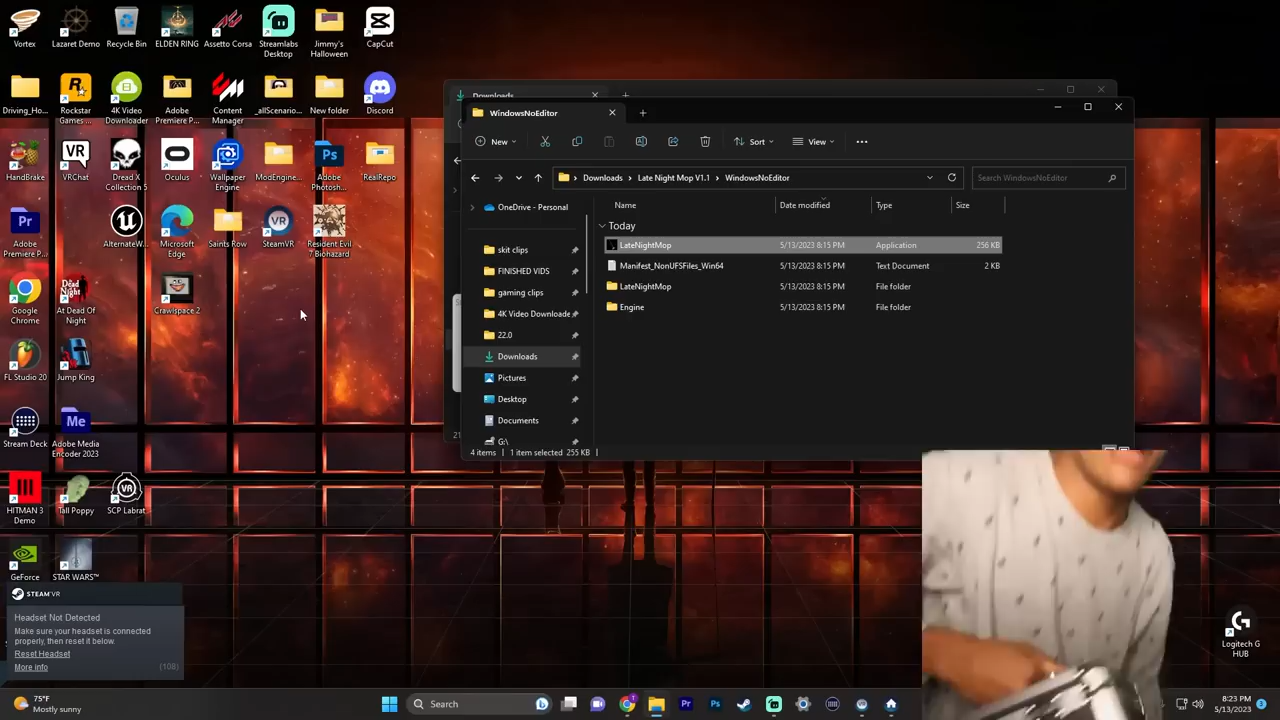 Vortex
Lazaret Demo
Recycle Bin
ELDEN RING
Assetto Corsa
Streamlabs
Desktop
Jimmy's
Halloween
CapCut
Driving_Ho...
Rockstar
Games ...
4K Video
Downloader
Adobe
Premiere P...
Content
Manager
_allScenario...
New folder
Discord
HandBrake
VR
VRChat
Dread X
Collection 5
Oculus
Wallpaper
Engine
ModEngine...
Ps
Adobe
Photosh...
RealRepo
Pr
Adobe
Premiere P...
AlternateW...
Microsoft
Edge
Saints Row
VR
SteamVR
Resident Evil
7 Biohazard
Google
Chrome
At Dead Of
Night
Crawlspace 2
FL Studio 20
Jump King
Stream Deck
Me
Adobe Media
Encoder 2023
HITMAN 3
Demo
Tall Poppy
VR
SCP Labrat
GeForce
STAR WARS™
STEAMVR
Headset Not Detected
Make sure your headset is connected
properly, then reset it below.
Reset Headset
More info
(108)
Downloads
WindowsNoEditor
New
Sort
View
Downloads
Late Night Mop V1.1
WindowsNoEditor
Search WindowsNoEditor
OneDrive - Personal
skit clips
FINISHED VIDS
gaming clips
4K Video Downloade
22.0
Downloads
Pictures
Desktop
Documents
G:\
Name
Date modified
Type
Size
Today
LateNightMop 5/13/2023 8:15 PM Application 256 KB
Manifest_NonUFSFiles_Win64 5/13/2023 8:15 PM Text Document 2 KB
LateNightMop 5/13/2023 8:15 PM File folder
Engine 5/13/2023 8:15 PM File folder
4 items
1 item selected 255 KB
Logitech G
HUB
75°F
Mostly sunny
Search
8:23 PM
5/13/2023